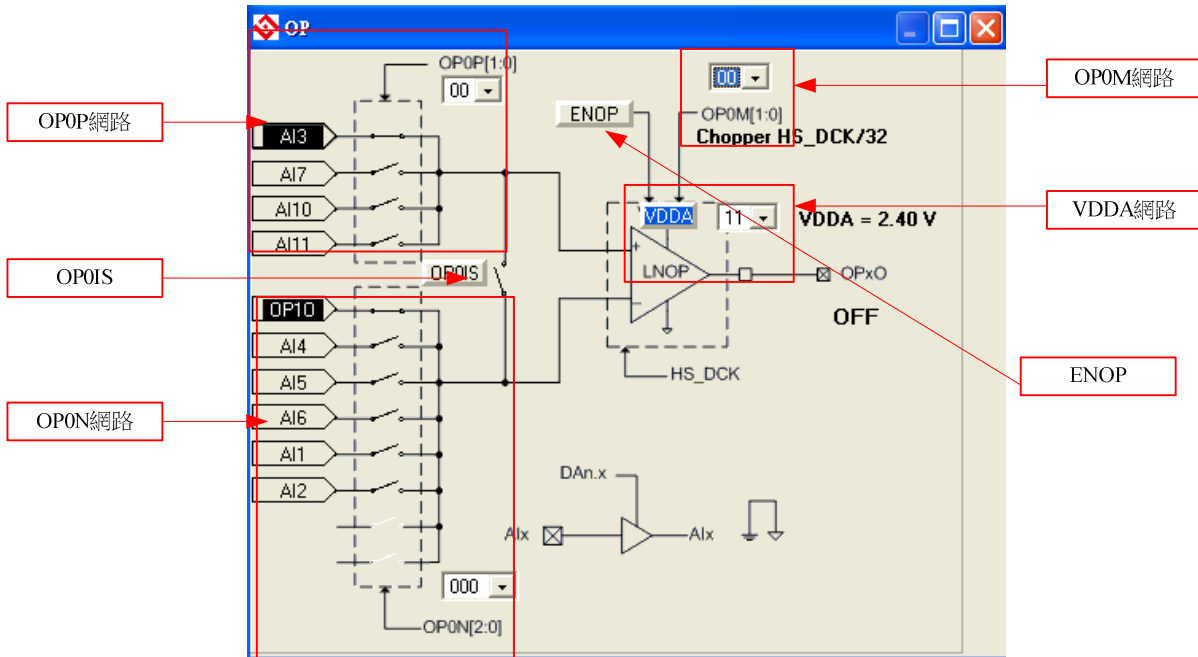 OP
OP0P[1:0]
00
00
OP0M網路
ENOP
OP0M[1:0]
Chopper HS_DCK/32
OP0P網路
AI3
AI7
AI10
AI11
VDDA
11
VDDA = 2.40 V
VDDA網路
LNOP
OPxO
OFF
OP0IS
OP0IS
HS_DCK
ENOP
OP1O
AI4
AI5
AI6
AI1
AI2
OP0N網路
DAn.x
AIx
AIx
000
OP0N[2:0]